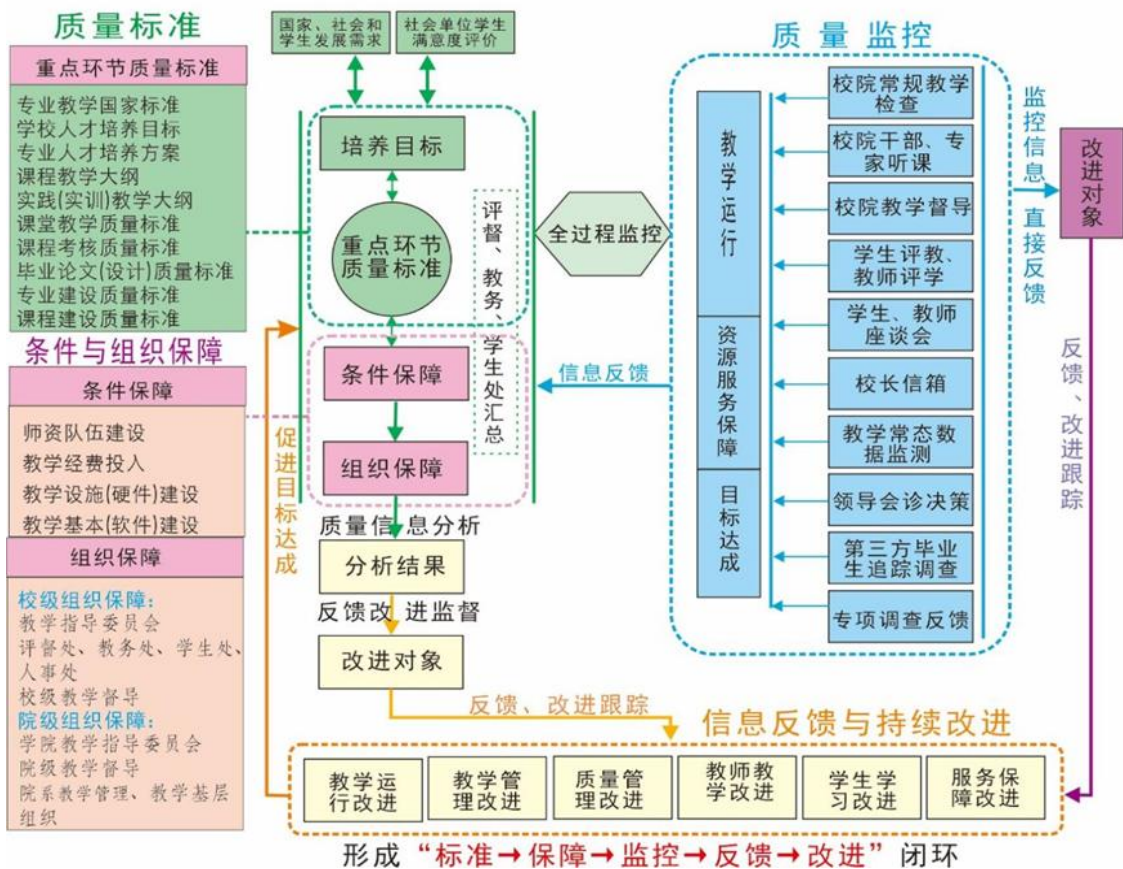 质量标准
重点环节质量标准
专业教学国家标准
学校人才培养目标
专业人才培养方案
课程教学大纲
实践(实训)教学大纲
课堂教学质量标准
课程考核质量标准
毕业论文(设计)质量标准
专业建设质量标准
课程建设质量标准
条件与组织保障
条件保障
师资队伍建设
教学经费投入
教学设施(硬件)建设
教学基本(软件)建设
组织保障
校级组织保障：
教学指导委员会
评督处、教务处、学生处、
人事处
校级教学督导
院级组织保障：
学院教学指导委员会
院级教学督导
院系教学管理、教学基层
组织
国家、社会和
学生发展需求
社会单位学生
满意度评价
培养目标
重点环节
质量标准
条件保障
组织保障
评督、教务、学生处汇总
促进目标达成
质量信息分析
分析结果
反馈改进监督
改进对象
反馈、改进跟踪
全过程监控
信息反馈
质量监控
教学运行
资源服务保障
目标达成
校院常规教学
检查
校院干部、专
家听课
校院教学督导
学生评教、
教师评学
学生、教师
座谈会
校长信箱
教学常态数
据监测
领导会诊决策
第三方毕业
生追踪调查
专项调查反馈
监控信息 直接反馈
改进对象
反馈、改进跟踪
信息反馈与持续改进
教学运
行改进
教学管
理改进
质量管
理改进
教师教
学改进
学生学
习改进
服务保
障改进
形成“标准→保障→监控→反馈→改进”闭环